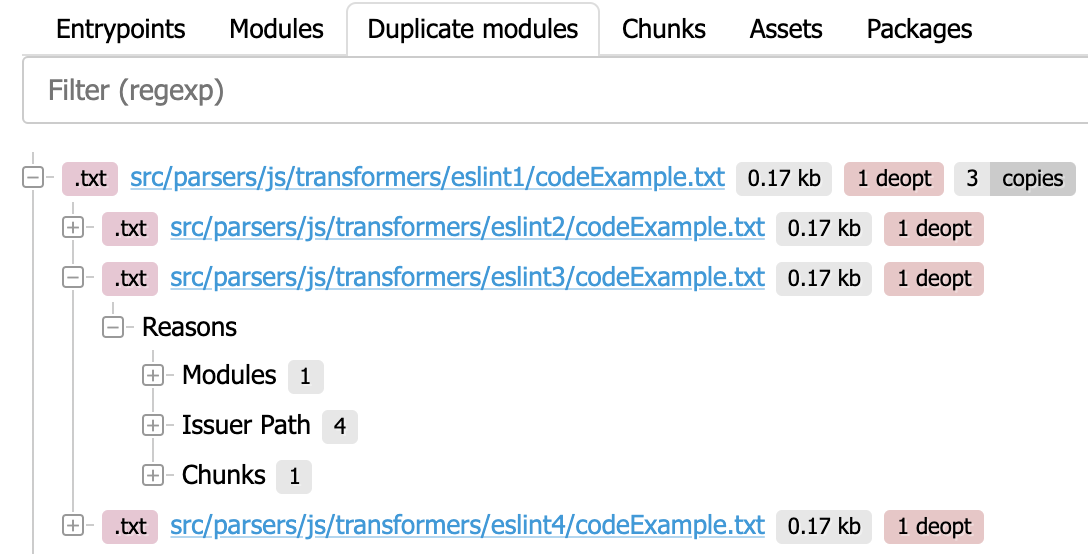 Entrypoints Modules Duplicate modules Chunks Assets Packages
Filter (regexp)
.txt src/parsers/js/transformers/eslint1/codeExample.txt 0.17 kb 1 deopt 3 copies
.txt src/parsers/js/transformers/eslint2/codeExample.txt 0.17 kb 1 deopt
.txt src/parsers/js/transformers/eslint3/codeExample.txt 0.17 kb 1 deopt
Reasons
Modules 1
Issuer Path 4
Chunks 1
.txt src/parsers/js/transformers/eslint4/codeExample.txt 0.17 kb 1 deopt